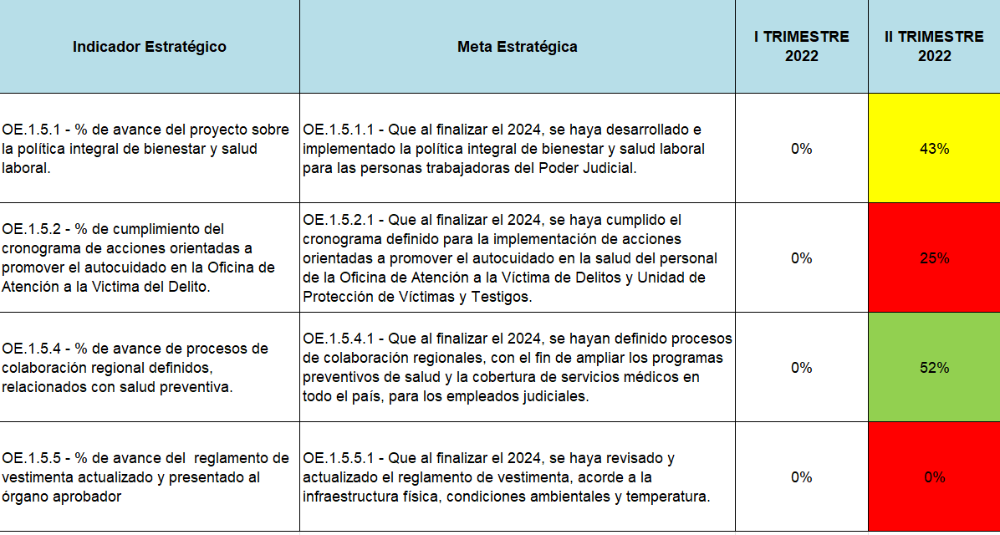 Indicador Estratégico
Meta Estratégica
I TRIMESTRE
2022
II TRIMESTRE
2022
OE.1.5.1 - % de avance del proyecto sobre
la política integral de bienestar y salud
laboral.
OE.1.5.1.1 - Que al finalizar el 2024, se haya desarrollado e
implementado la política integral de bienestar y salud laboral
para las personas trabajadoras del Poder Judicial.
0%
43%
OE.1.5.2 - % de cumplimiento del
cronograma de acciones orientadas a
promover el autocuidado en la Oficina de
Atención a la Victima del Delito.
OE.1.5.2.1 - Que al finalizar el 2024, se haya cumplido el
cronograma definido para la implementación de acciones
orientadas a promover el autocuidado en la salud del personal
de la Oficina de Atención a la Víctima de Delitos y Unidad de
Protección de Víctimas y Testigos.
0%
25%
OE.1.5.4 - % de avance de procesos de
colaboración regional definidos,
relacionados con salud preventiva.
OE.1.5.4.1 - Que al finalizar el 2024, se hayan definido procesos
de colaboración regionales, con el fin de ampliar los programas
preventivos de salud y la cobertura de servicios médicos en
todo el país, para los empleados judiciales.
0%
52%
OE.1.5.5 - % de avance del  reglamento de
vestimenta actualizado y presentado al
órgano aprobador
OE.1.5.5.1 - Que al finalizar el 2024, se haya revisado y
actualizado el reglamento de vestimenta, acorde a la
infraestructura física, condiciones ambientales y temperatura.
0%
0%